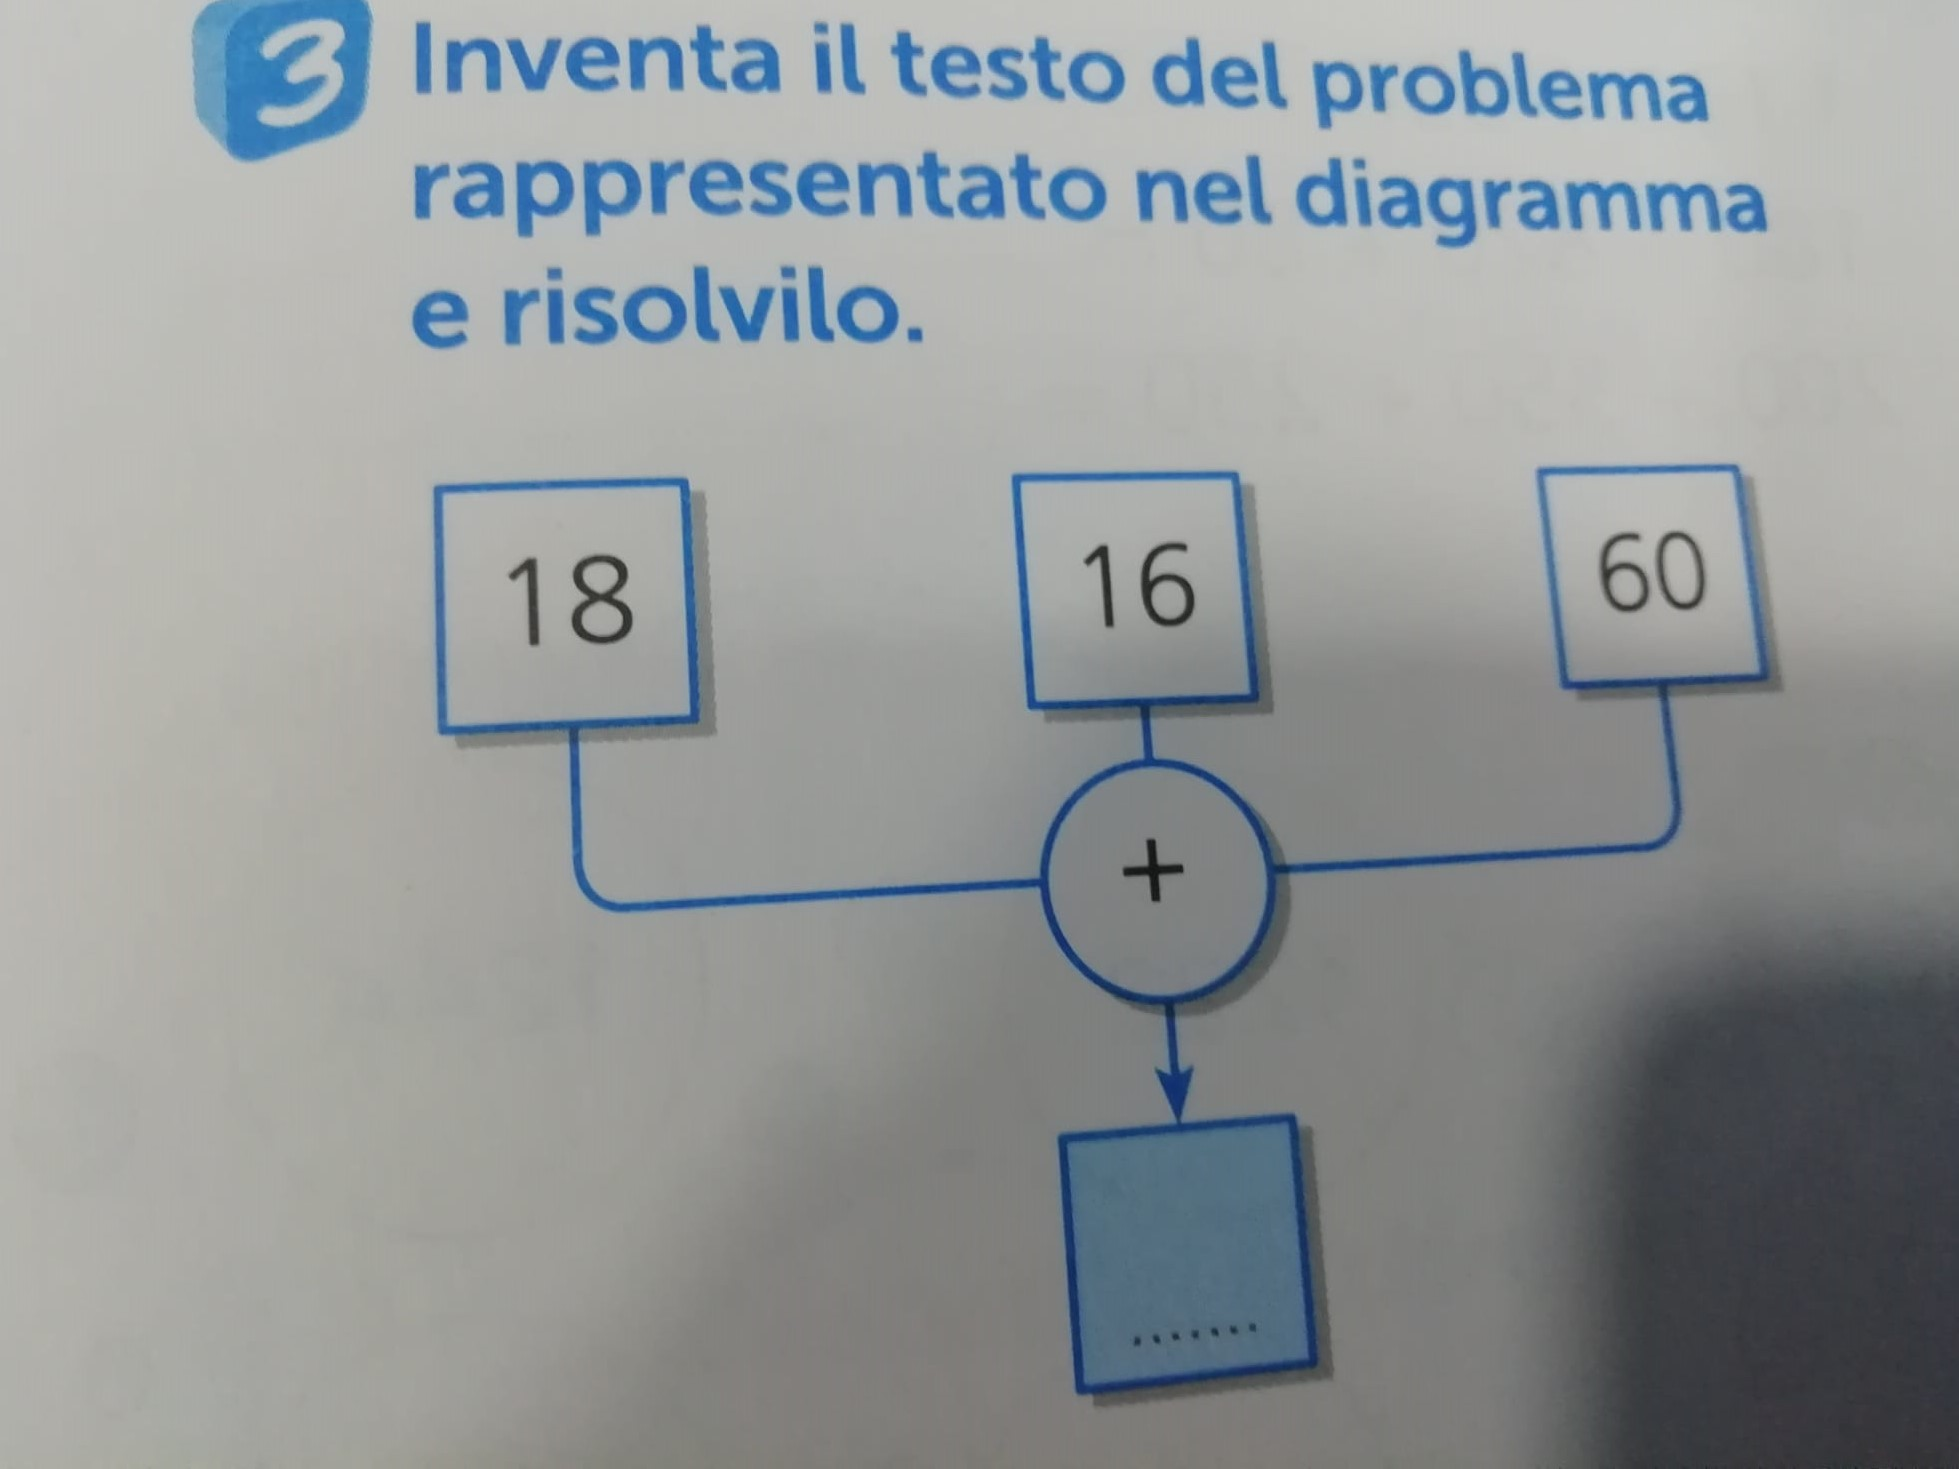 3 Inventa il testo del problema
rappresentato nel diagramma
e risolvilo.
18 16 60
+
.......